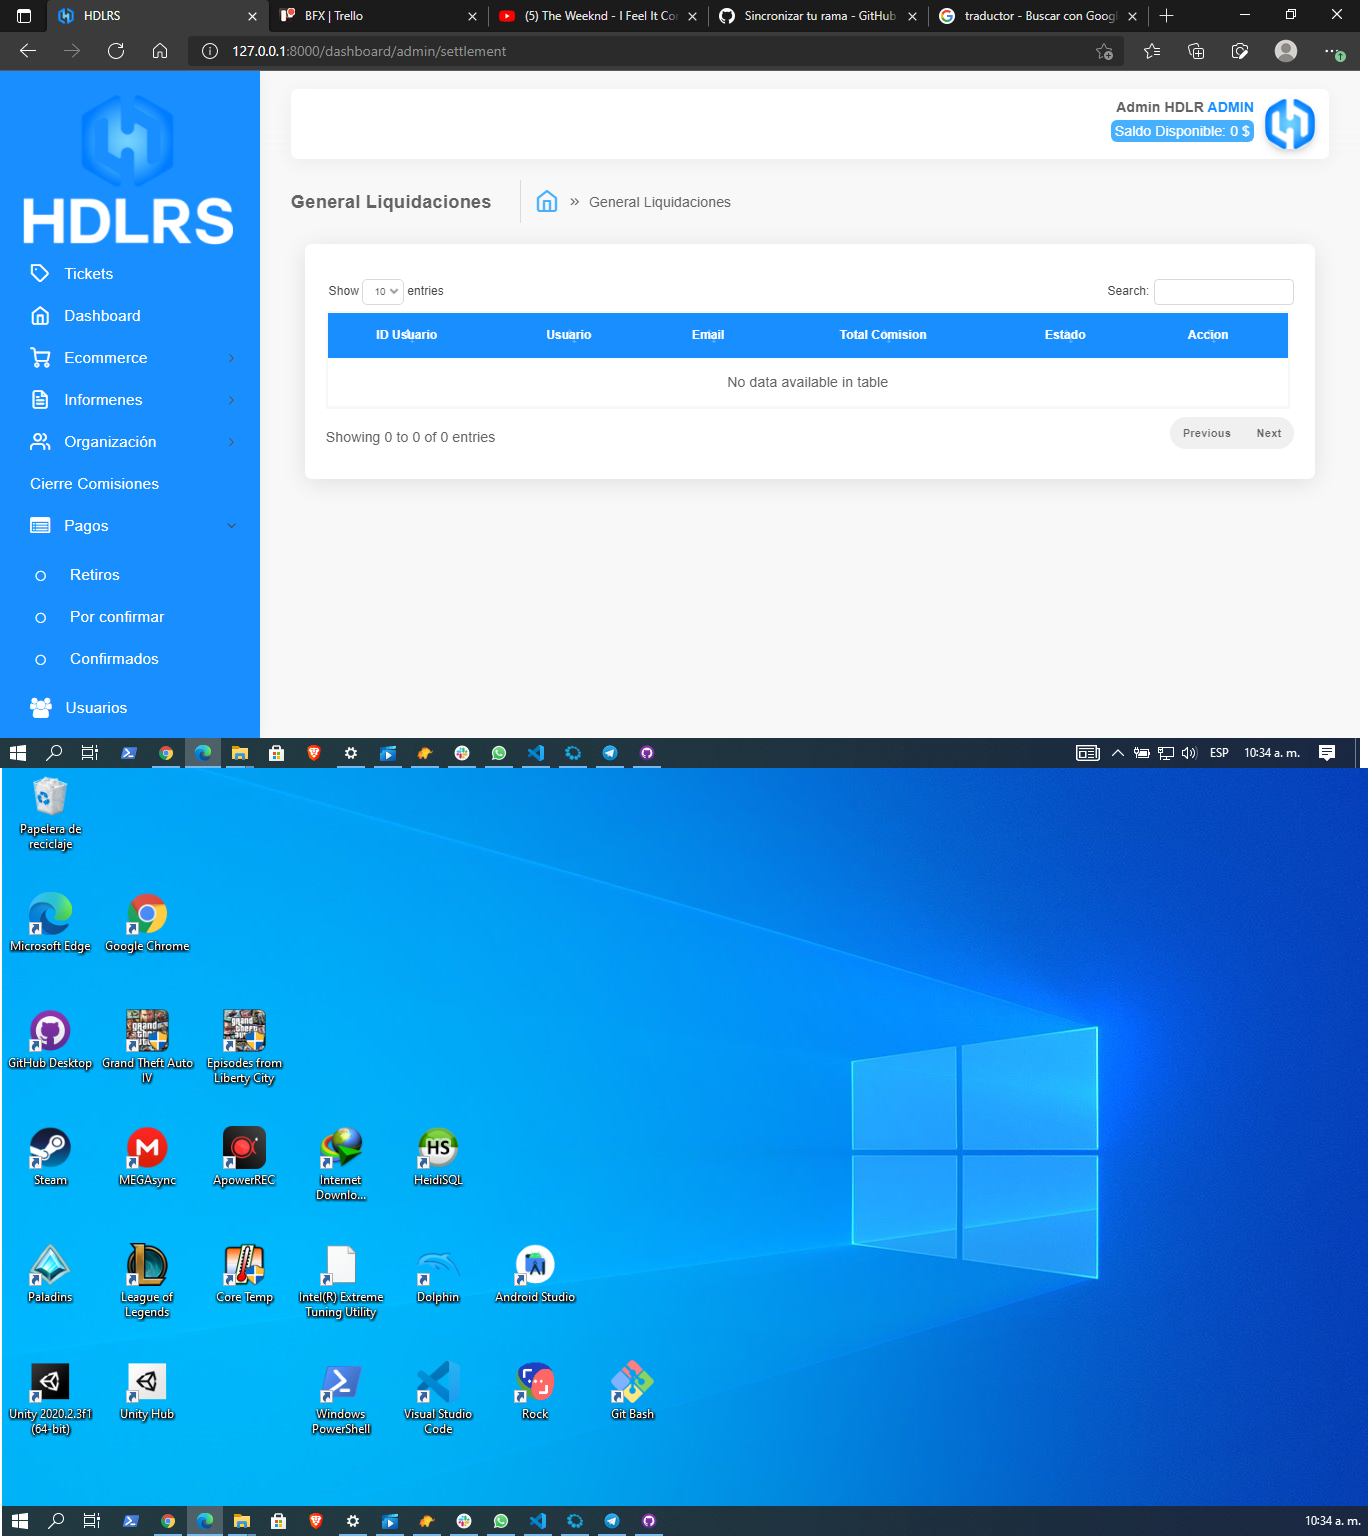 HDLRS
BFX | Trello
(5) The Weeknd - I Feel It Co
Sincronizar tu rama - GitHub
traductor - Buscar con Googl
127.0.0.1:8000/dashboard/admin/settlement
HDLRS
Tickets
Dashboard
Ecommerce
Informenes
Organización
Cierre Comisiones
Pagos
Retiros
Por confirmar
Confirmados
Usuarios
Admin HDLR ADMIN
Saldo Disponible: 0 $
General Liquidaciones
» General Liquidaciones
Show 10 entries
Search:
ID Usuario Usuario Email Total Comision Estado Accion
No data available in table
Showing 0 to 0 of 0 entries
Previous Next
ESP 10:34 a. m.
Papelera de
reciclaje
Microsoft Edge
Google Chrome
GitHub Desktop
Grand Theft Auto
IV
Episodes from
Liberty City
Steam
MEGAsync
ApowerREC
Internet
Downlo...
HS
HeidiSQL
Paladins
League of
Legends
Core Temp
Intel(R) Extreme
Tuning Utility
Dolphin
Android Studio
Unity 2020.2.3f1
(64-bit)
Unity Hub
Windows
PowerShell
Visual Studio
Code
Rock
Git Bash
10:34 a. m.